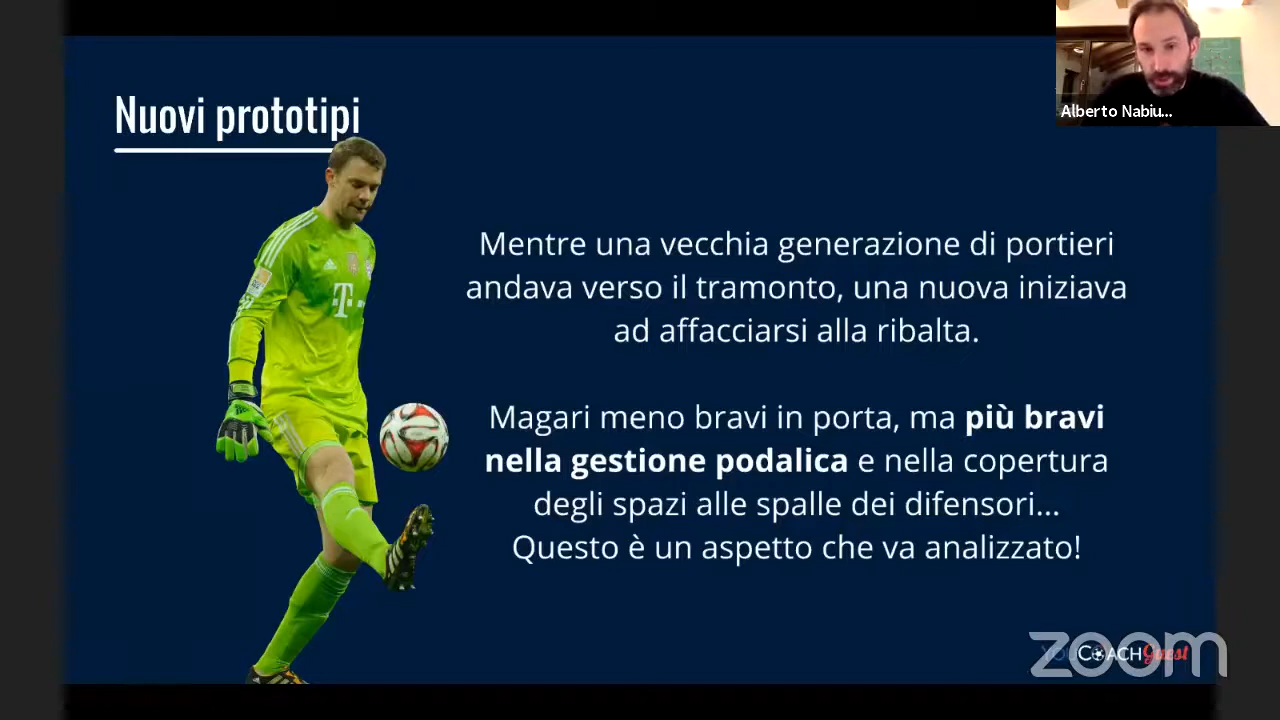 Nuovi prototipi
Alberto Nabiu...
Mentre una vecchia generazione di portieri
andava verso il tramonto, una nuova iniziava
ad affacciarsi alla ribalta.
Magari meno bravi in porta, ma più bravi
nella gestione podalica e nella copertura
degli spazi alle spalle dei difensori...
Questo è un aspetto che va analizzato!
T
YOUCOACHGuest
zoom